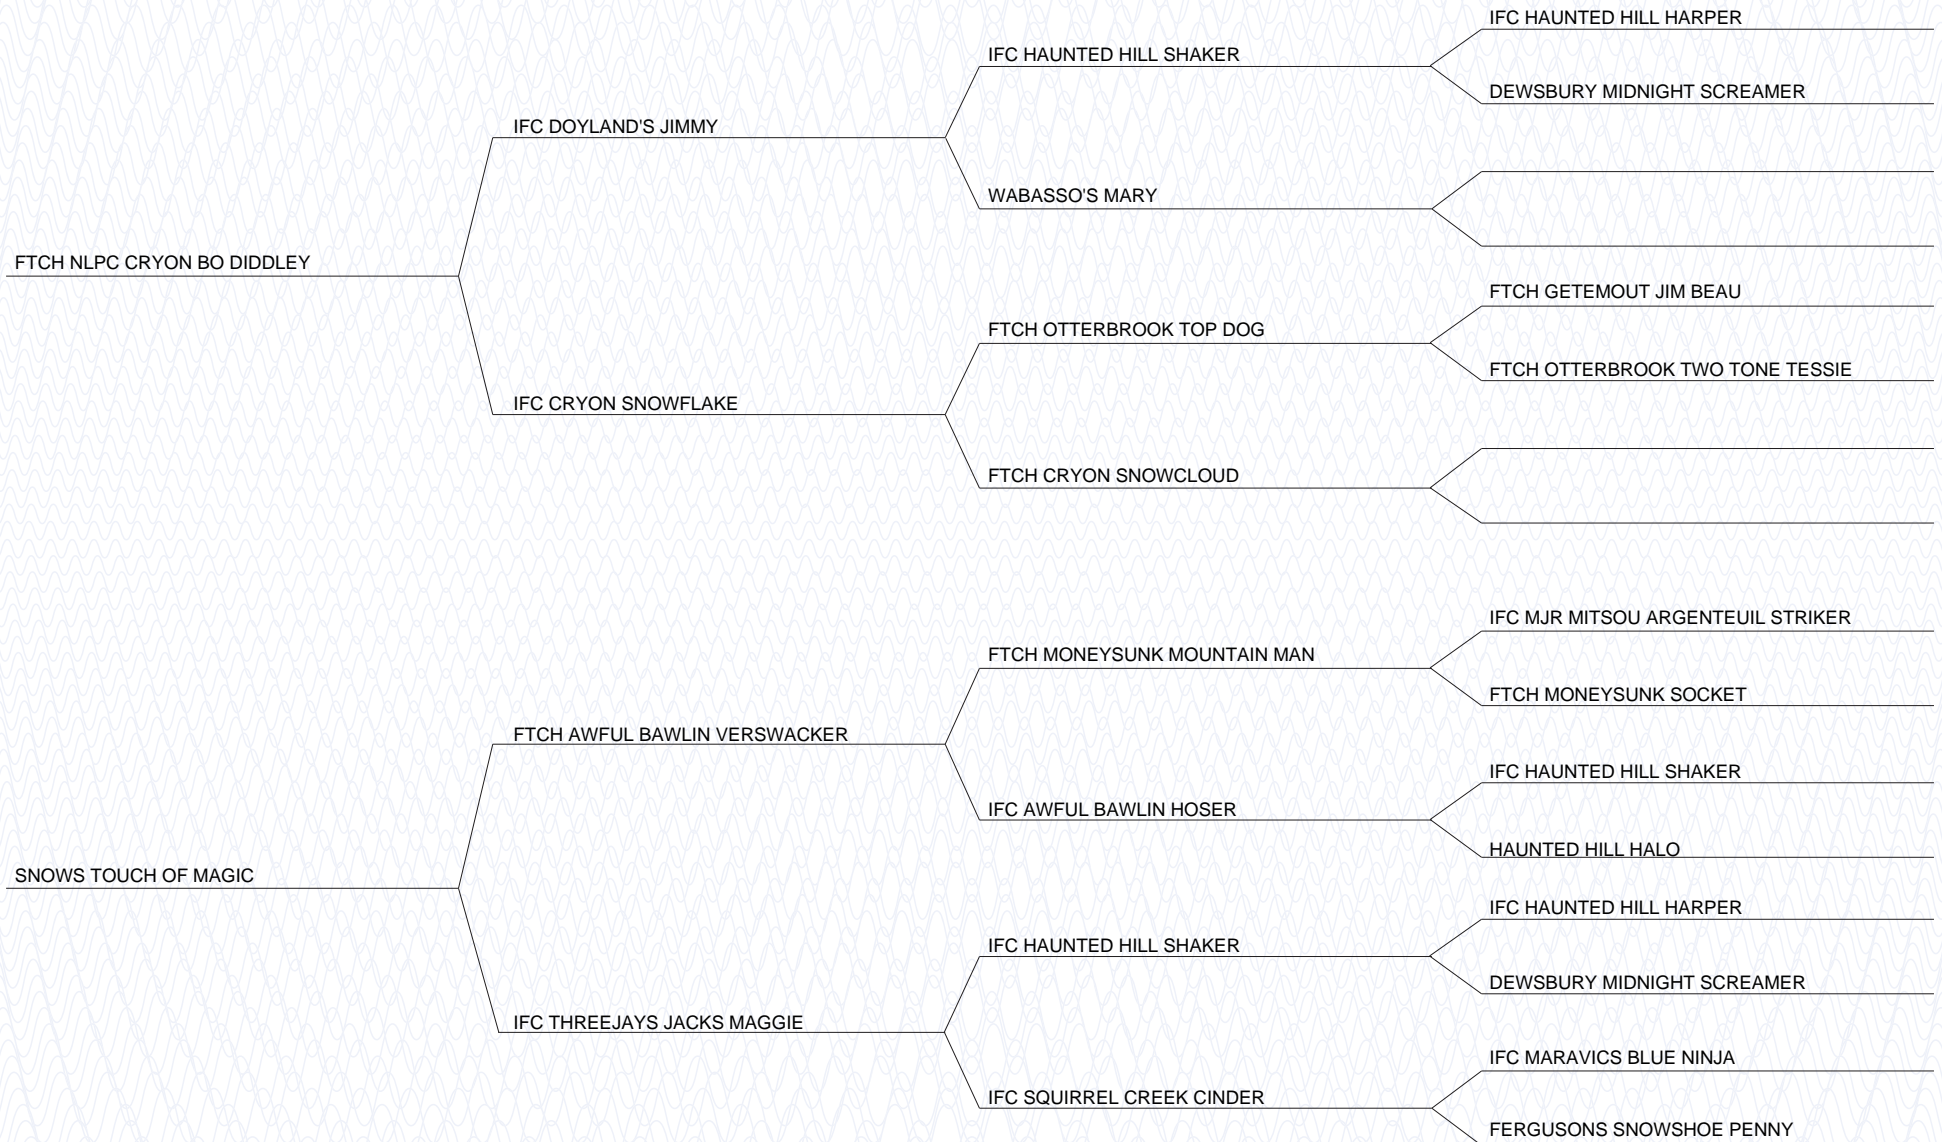 IFC HAUNTED HILL HARPER
IFC HAUNTED HILL SHAKER
DEWSBURY MIDNIGHT SCREAMER
IFC DOYLAND'S JIMMY
WABASSO'S MARY
FTCH NLPC CRYON BO DIDDLEY
FTCH GETEMOUT JIM BEAU
FTCH OTTERBROOK TOP DOG
FTCH OTTERBROOK TWO TONE TESSIE
IFC CRYON SNOWFLAKE
FTCH CRYON SNOWCLOUD
IFC MJR MITSOU ARGENTEUIL STRIKER
FTCH MONEYSUNK MOUNTAIN MAN
FTCH MONEYSUNK SOCKET
FTCH AWFUL BAWLIN VERSWACKER
IFC HAUNTED HILL SHAKER
IFC AWFUL BAWLIN HOSER
HAUNTED HILL HALO
SNOWS TOUCH OF MAGIC
IFC HAUNTED HILL HARPER
IFC HAUNTED HILL SHAKER
DEWSBURY MIDNIGHT SCREAMER
IFC THREEJAYS JACKS MAGGIE
IFC MARAVICS BLUE NINJA
IFC SQUIRREL CREEK CINDER
FERGUSONS SNOWSHOE PENNY